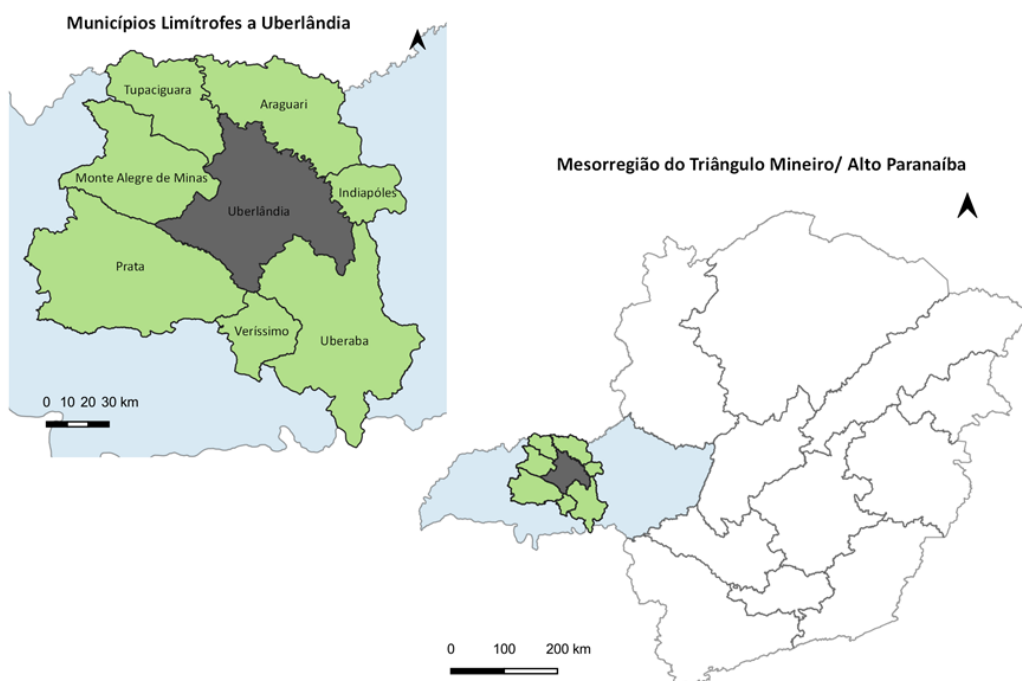 Municípios Limítrofes a Uberlândia
Tupaciguara
Araguari
Monte Alegre de Minas
Indiapóles
Uberlândia
Prata
Veríssimo
Uberaba
0 10 20 30 km
Mesorregião do Triângulo Mineiro/ Alto Paranaíba
0 100 200 km